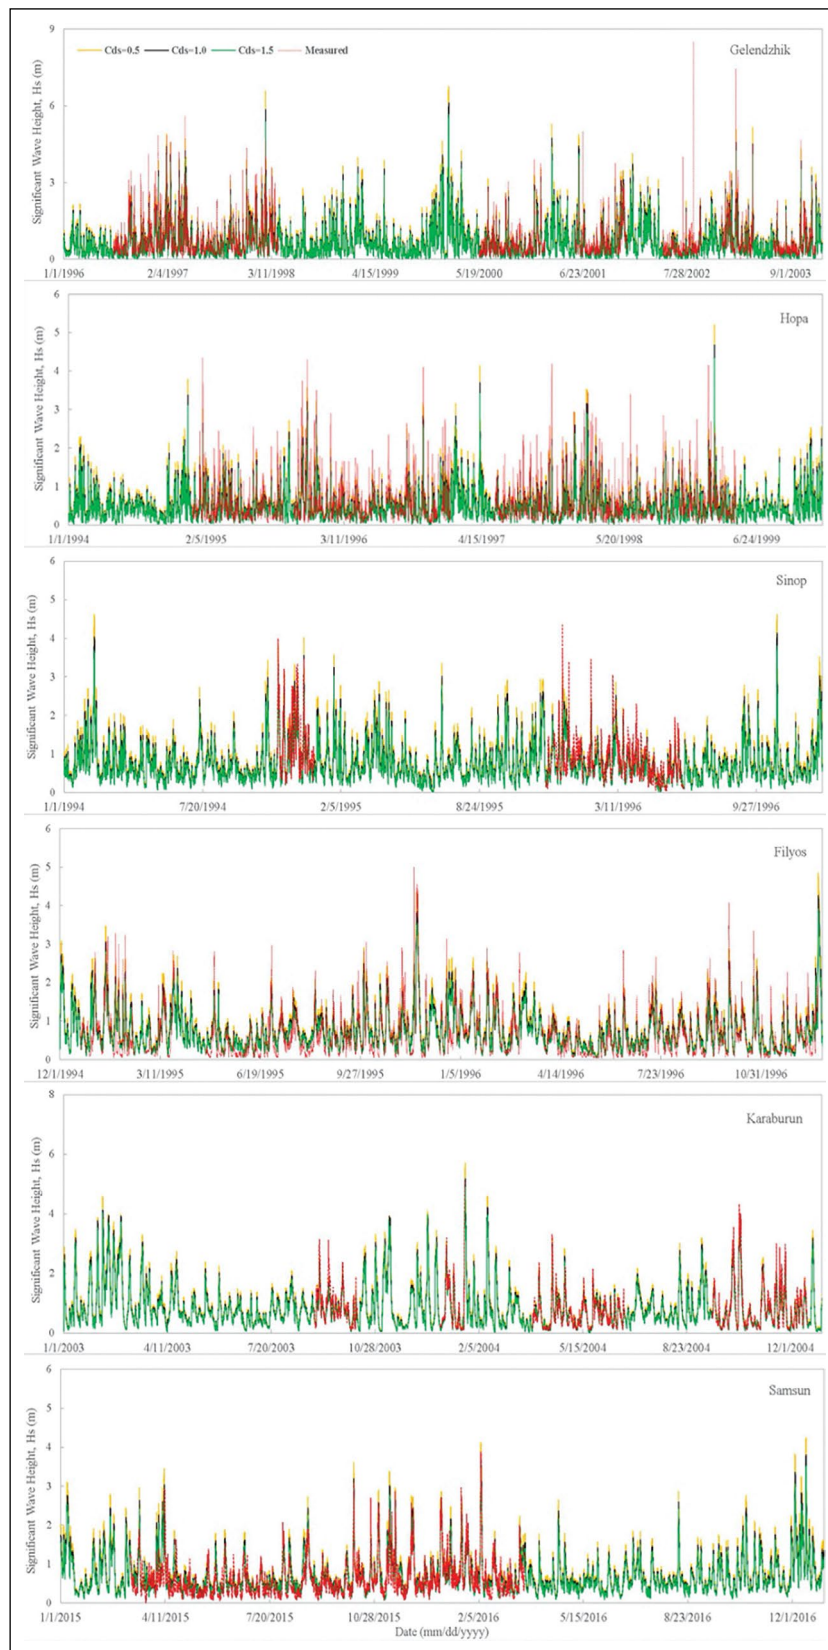 9
Cds=0.5 Cds=1.0 Cds=1.5 Measured
Gelendzhik
Significant Wave Height, Hs (m)
6
3
0
1/1/1996 2/4/1997 3/11/1998 4/15/1999 5/19/2000 6/23/2001 7/28/2002 9/1/2003
6
Hopa
Significant Wave Height, Hs (m)
5
4
3
2
1
0
1/1/1994 2/5/1995 3/11/1996 4/15/1997 5/20/1998 6/24/1999
6
Sinop
Significant Wave Height, Hs (m)
5
4
3
2
1
0
1/1/1994 7/20/1994 2/5/1995 8/24/1995 3/11/1996 9/27/1996
6
Filyos
Significant Wave Height, Hs (m)
5
4
3
2
1
0
12/1/1994 3/11/1995 6/19/1995 9/27/1995 1/5/1996 4/14/1996 7/23/1996 10/31/1996
8
Karaburun
Significant Wave Height, Hs (m)
6
4
2
0
1/1/2003 4/11/2003 7/20/2003 10/28/2003 2/5/2004 5/15/2004 8/23/2004 12/1/2004
5
Samsun
Significant Wave Height, Hs (m)
4
3
2
1
0
1/1/2015 4/11/2015 7/20/2015 10/28/2015 2/5/2016 5/15/2016 8/23/2016 12/1/2016
Date (mm/dd/yyyy)